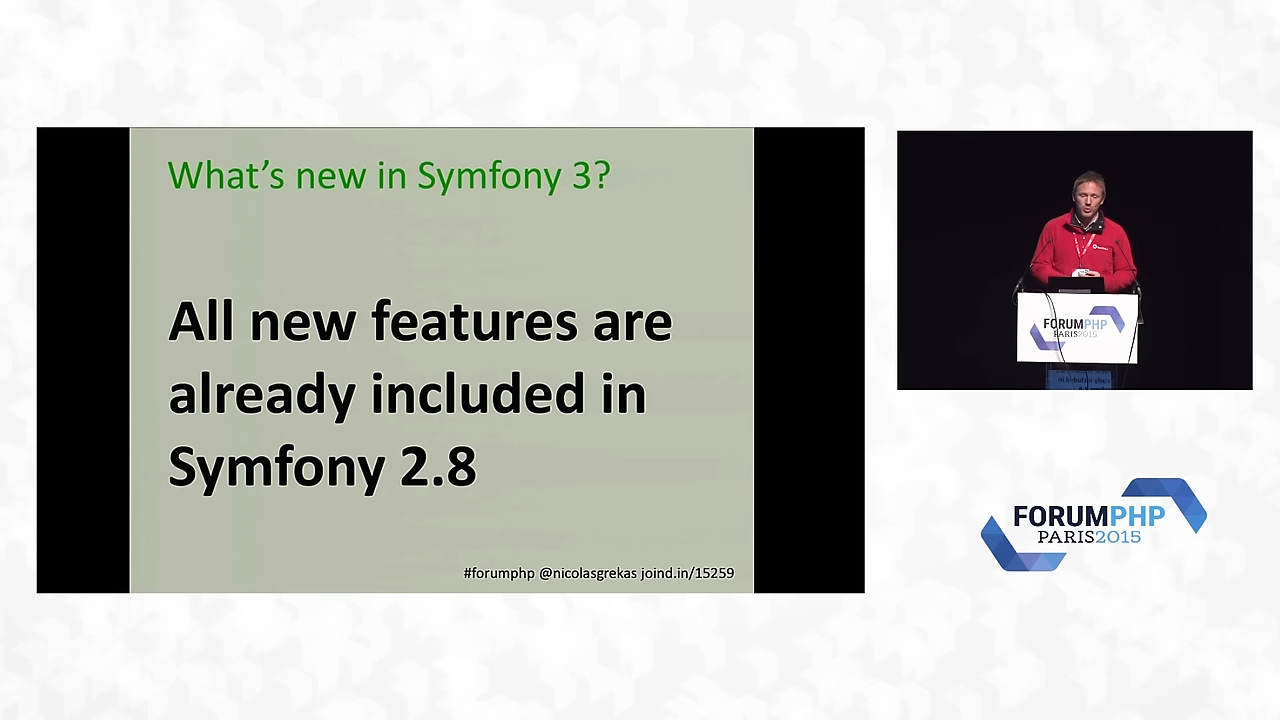 What's new in Symfony 3?
All new features are
already included in
Symfony 2.8
#forumphp @nicolasgrekas joind.in/15259
FORUMPHP
PARIS2015
FORUMPHP
PARIS2015